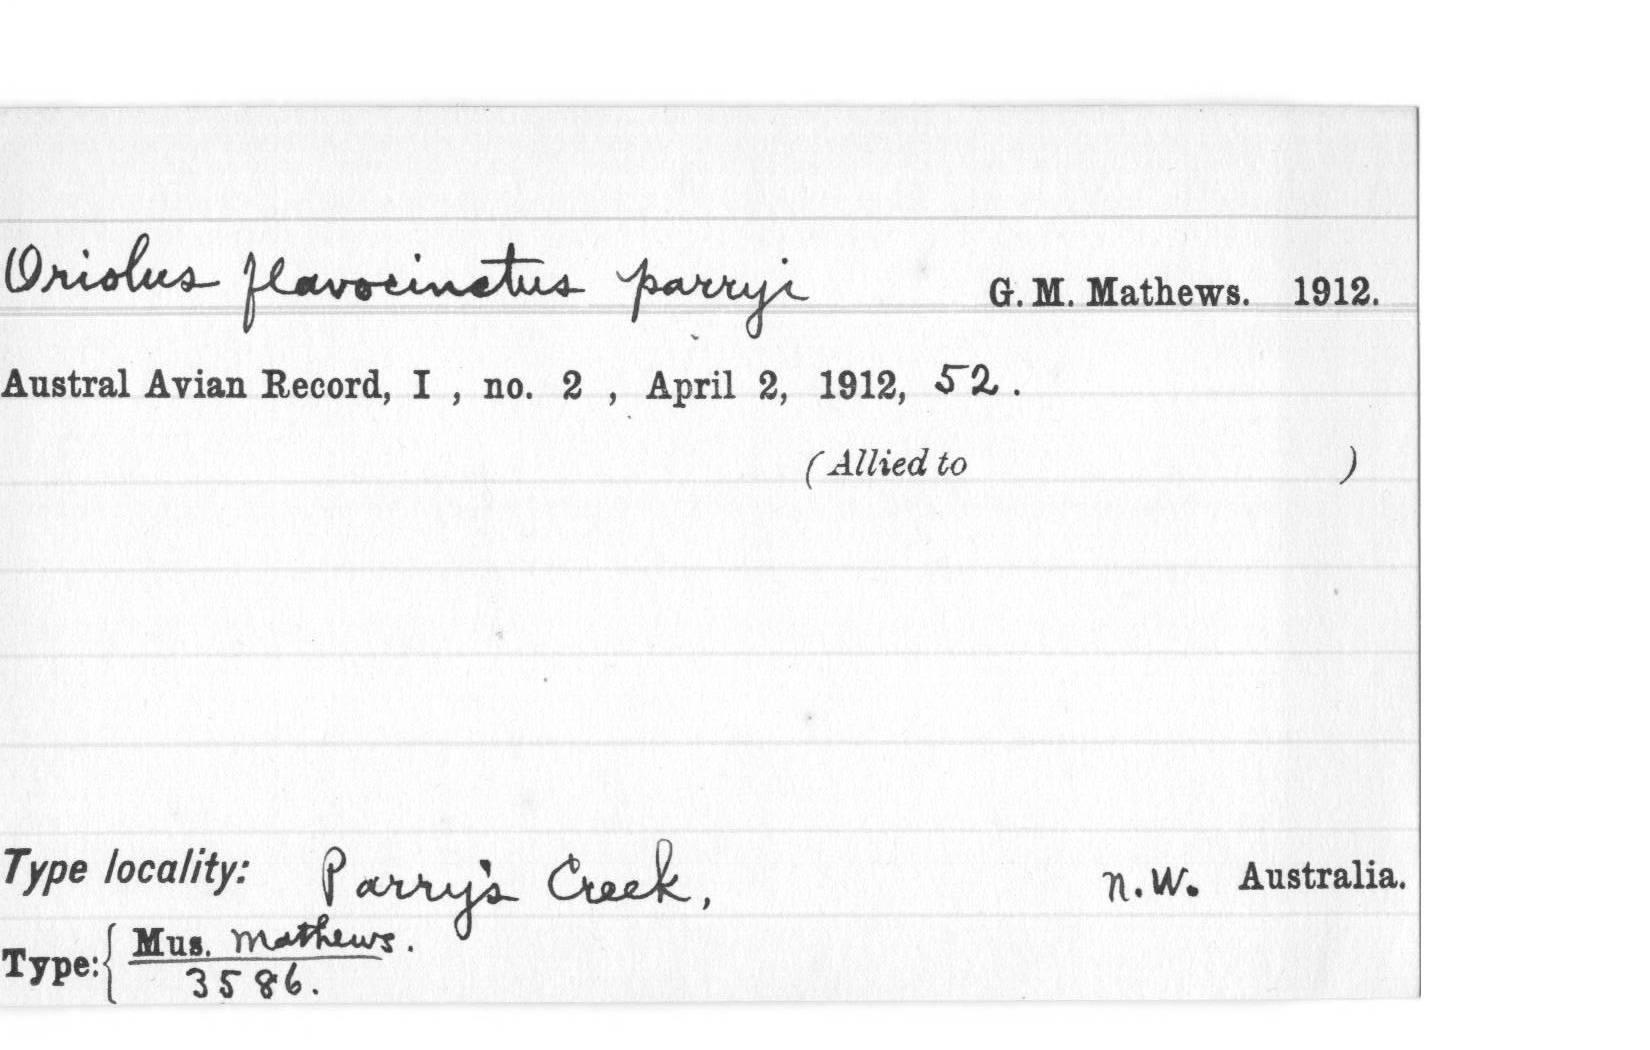 Oriolus flavocinctus parryi G. M. Mathews. 1912.
Austral Avian Record, I , no. 2 , April 2, 1912, 52.
(Allied to )
Type locality: Parry's Creek, n.W. Australia.
Type: { Mus. Mathews.
3586.